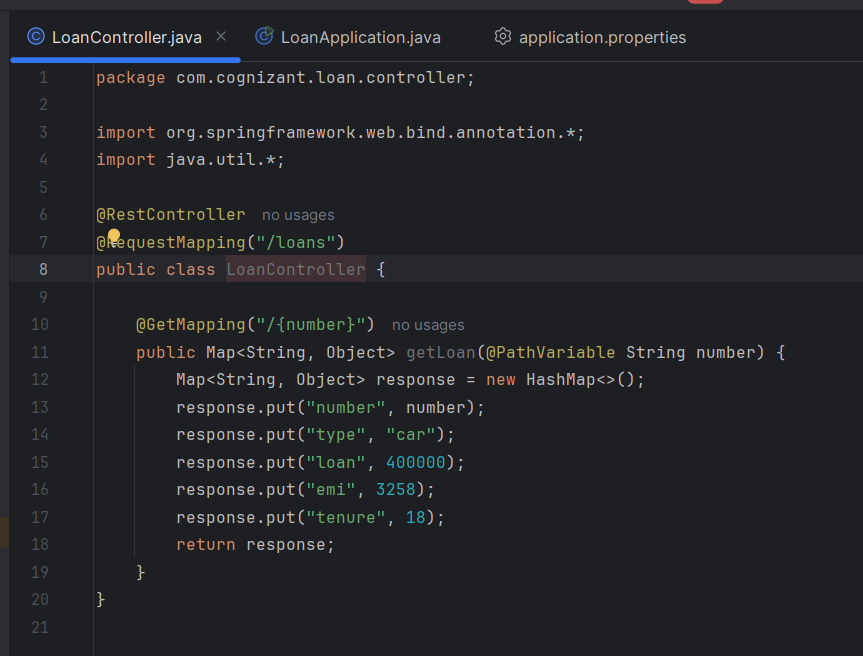 LoanController.java × LoanApplication.java application.properties
1 package com.cognizant.loan.controller;
2
3 import org.springframework.web.bind.annotation.*;
4 import java.util.*;
5
6 @RestController no usages
7 @RequestMapping("/loans")
8 public class LoanController {
9
10 @GetMapping("/{number}") no usages
11 public Map<String, Object> getLoan(@PathVariable String number) {
12 Map<String, Object> response = new HashMap<>();
13 response.put("number", number);
14 response.put("type", "car");
15 response.put("loan", 400000);
16 response.put("emi", 3258);
17 response.put("tenure", 18);
18 return response;
19 }
20 }
21